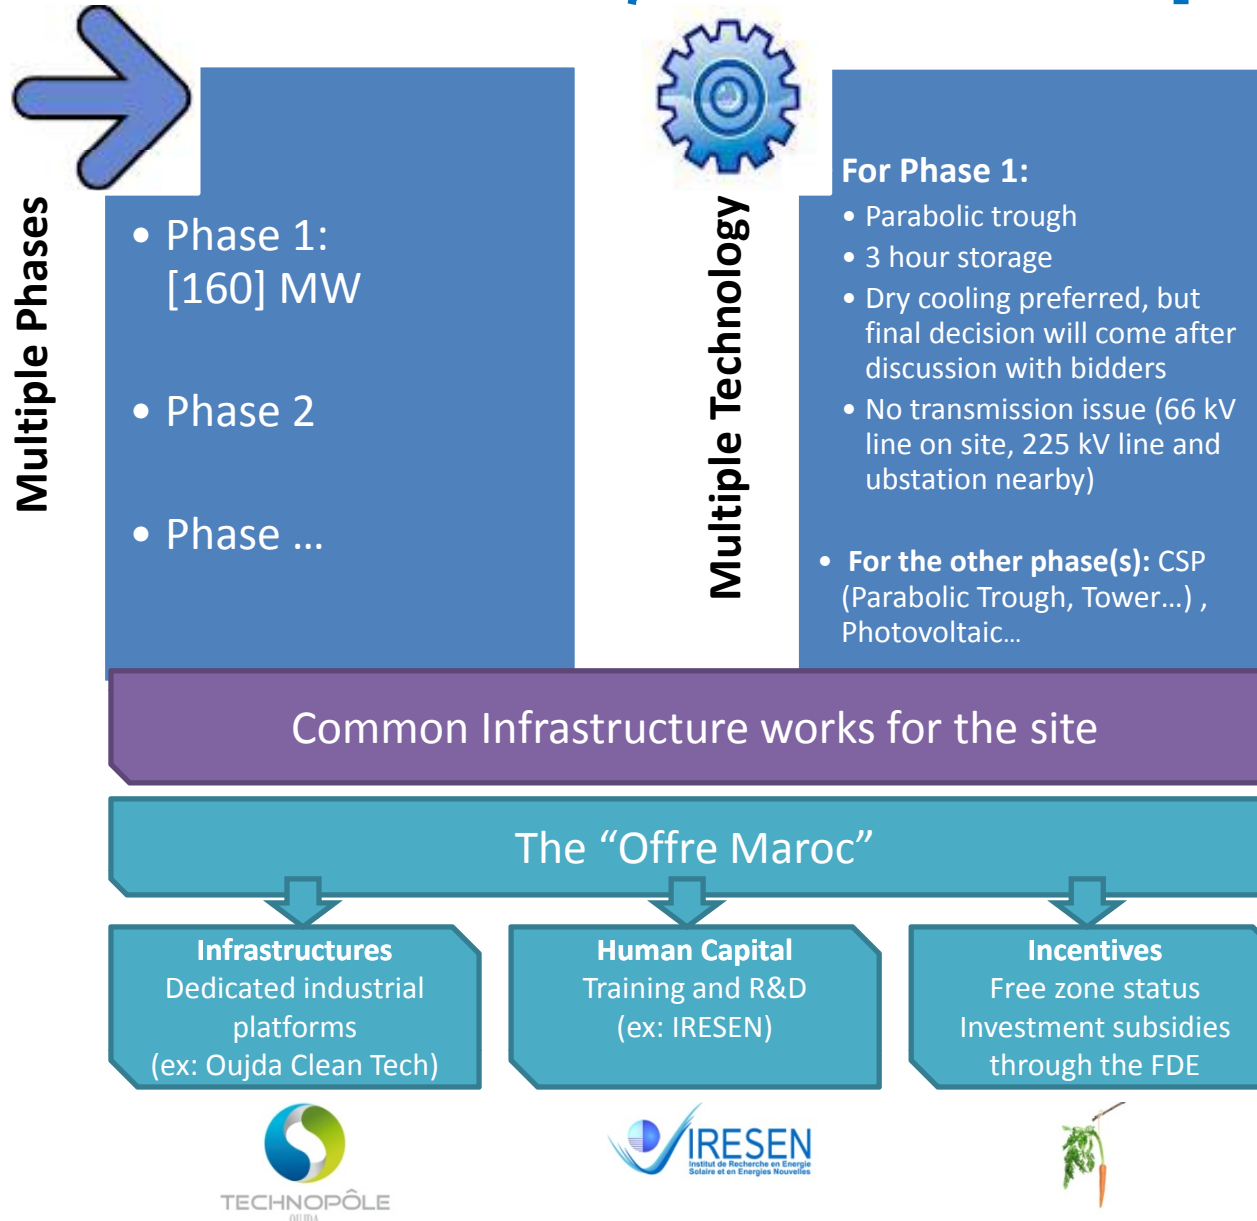 Multiple Phases
• Phase 1:
[160] MW
• Phase 2
• Phase ...
Multiple Technology
For Phase 1:
• Parabolic trough
• 3 hour storage
• Dry cooling preferred, but
final decision will come after
discussion with bidders
• No transmission issue (66 kV
line on site, 225 kV line and
ubstation nearby)
• For the other phase(s): CSP
(Parabolic Trough, Tower...) ,
Photovoltaic...
Common Infrastructure works for the site
The “Offre Maroc”
Infrastructures
Dedicated industrial
platforms
(ex: Oujda Clean Tech)
Human Capital
Training and R&D
(ex: IRESEN)
Incentives
Free zone status
Investment subsidies
through the FDE
TECHNOPÔLE
OUJDA
IRESEN
Institut de Recherche en Energie
Solaire et en Energies Nouvelles